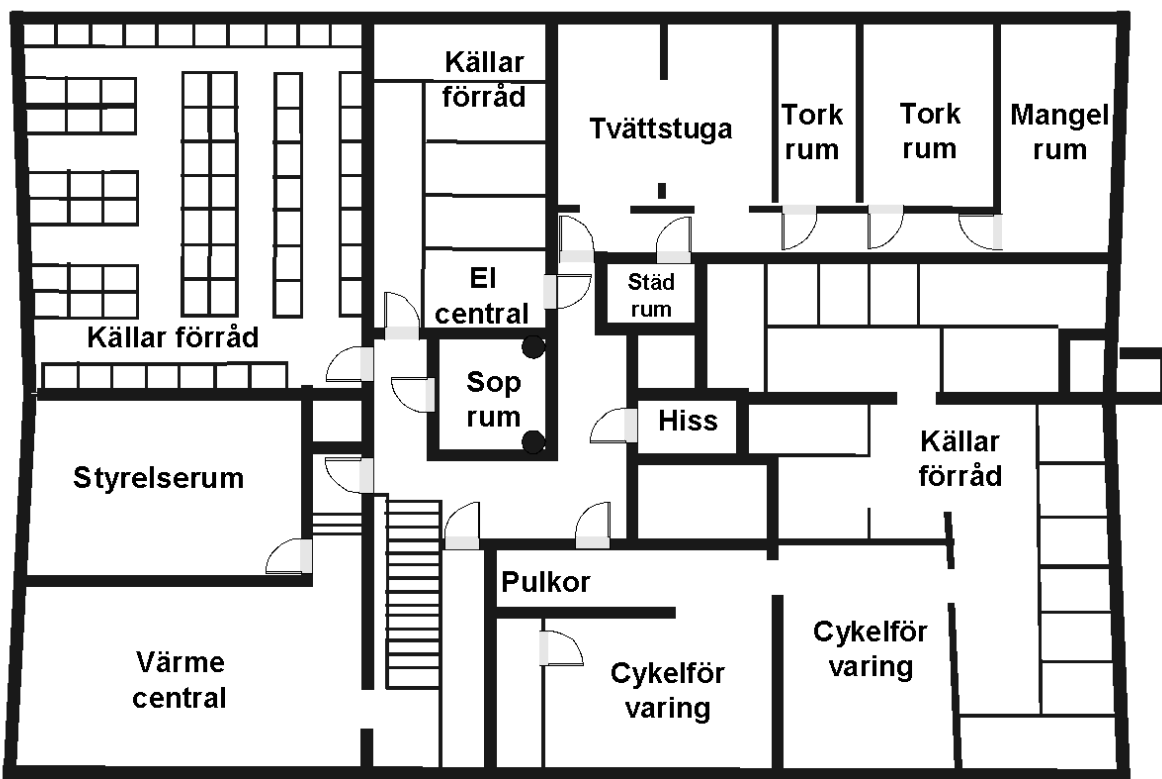 Källar
förråd
Tvättstuga
Tork
rum
Tork
rum
Mangel
rum
El
central
Städ
rum
Källar förråd
Sop
rum
Hiss
Källar
förråd
Styrelserum
Pulkor
Värme
central
Cykelför
varing
Cykelför
varing